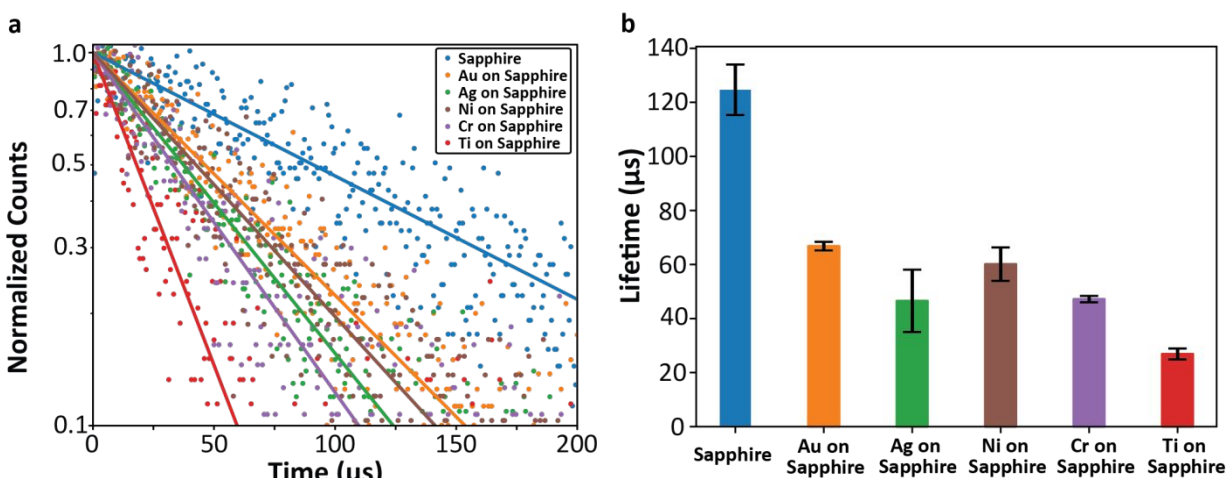 a
1.0
0.7
0.5
0.3
0.1
Normalized Counts
0
50
100
150
200
Time (μs)
Sapphire
Au on Sapphire
Ag on Sapphire
Ni on Sapphire
Cr on Sapphire
Ti on Sapphire
b
140
120
100
80
60
40
20
0
Lifetime (μs)
Sapphire
Au on
Sapphire
Ag on
Sapphire
Ni on
Sapphire
Cr on
Sapphire
Ti on
Sapphire